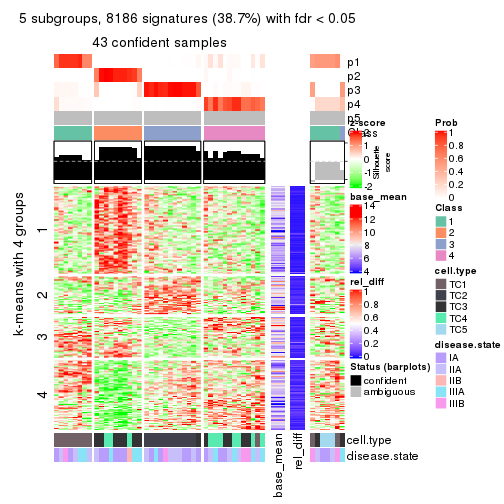 5 subgroups, 8186 signatures (38.7%) with fdr < 0.05
43 confident samples
p1
p2
p3
p4
p5
Class
Silhouette
score
k-means with 4 groups
1
2
3
4
base_mean
rel_diff
cell.type
disease.state
z-score
2
1
0
-1
-2
base_mean
14
12
10
8
6
4
rel_diff
1
0.8
0.6
0.4
0.2
0
Status (barplots)
confident
ambiguous
Prob
1
0.8
0.6
0.4
0.2
0
Class
1
2
3
4
cell.type
TC1
TC2
TC3
TC4
TC5
disease.state
IA
IIA
IIB
IIIA
IIIB